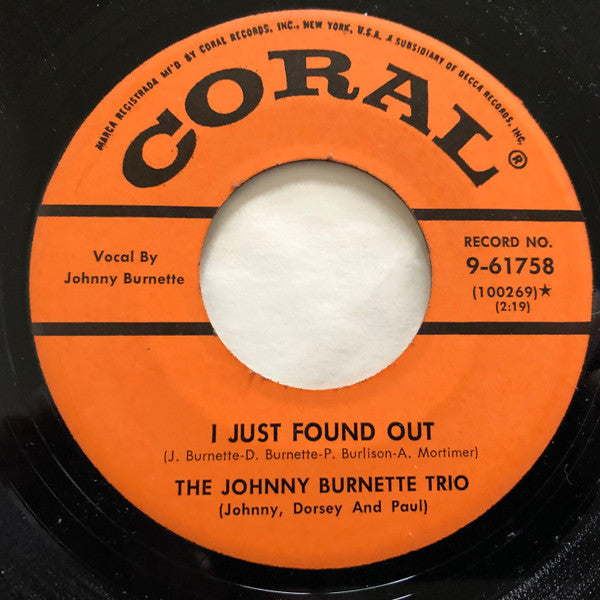 MARCA REGISTRADA MF'D BY CORAL RECORDS, INC., NEW YORK, U.S.A. A SUBSIDIARY OF DECCA RECORDS, INC.
CORAL®
Vocal By
Johnny Burnette
RECORD NO.
9-61758
(100269)★
(2:19)
I JUST FOUND OUT
(J. Burnette-D. Burnette-P. Burlison-A. Mortimer)
THE JOHNNY BURNETTE TRIO
(Johnny, Dorsey And Paul)